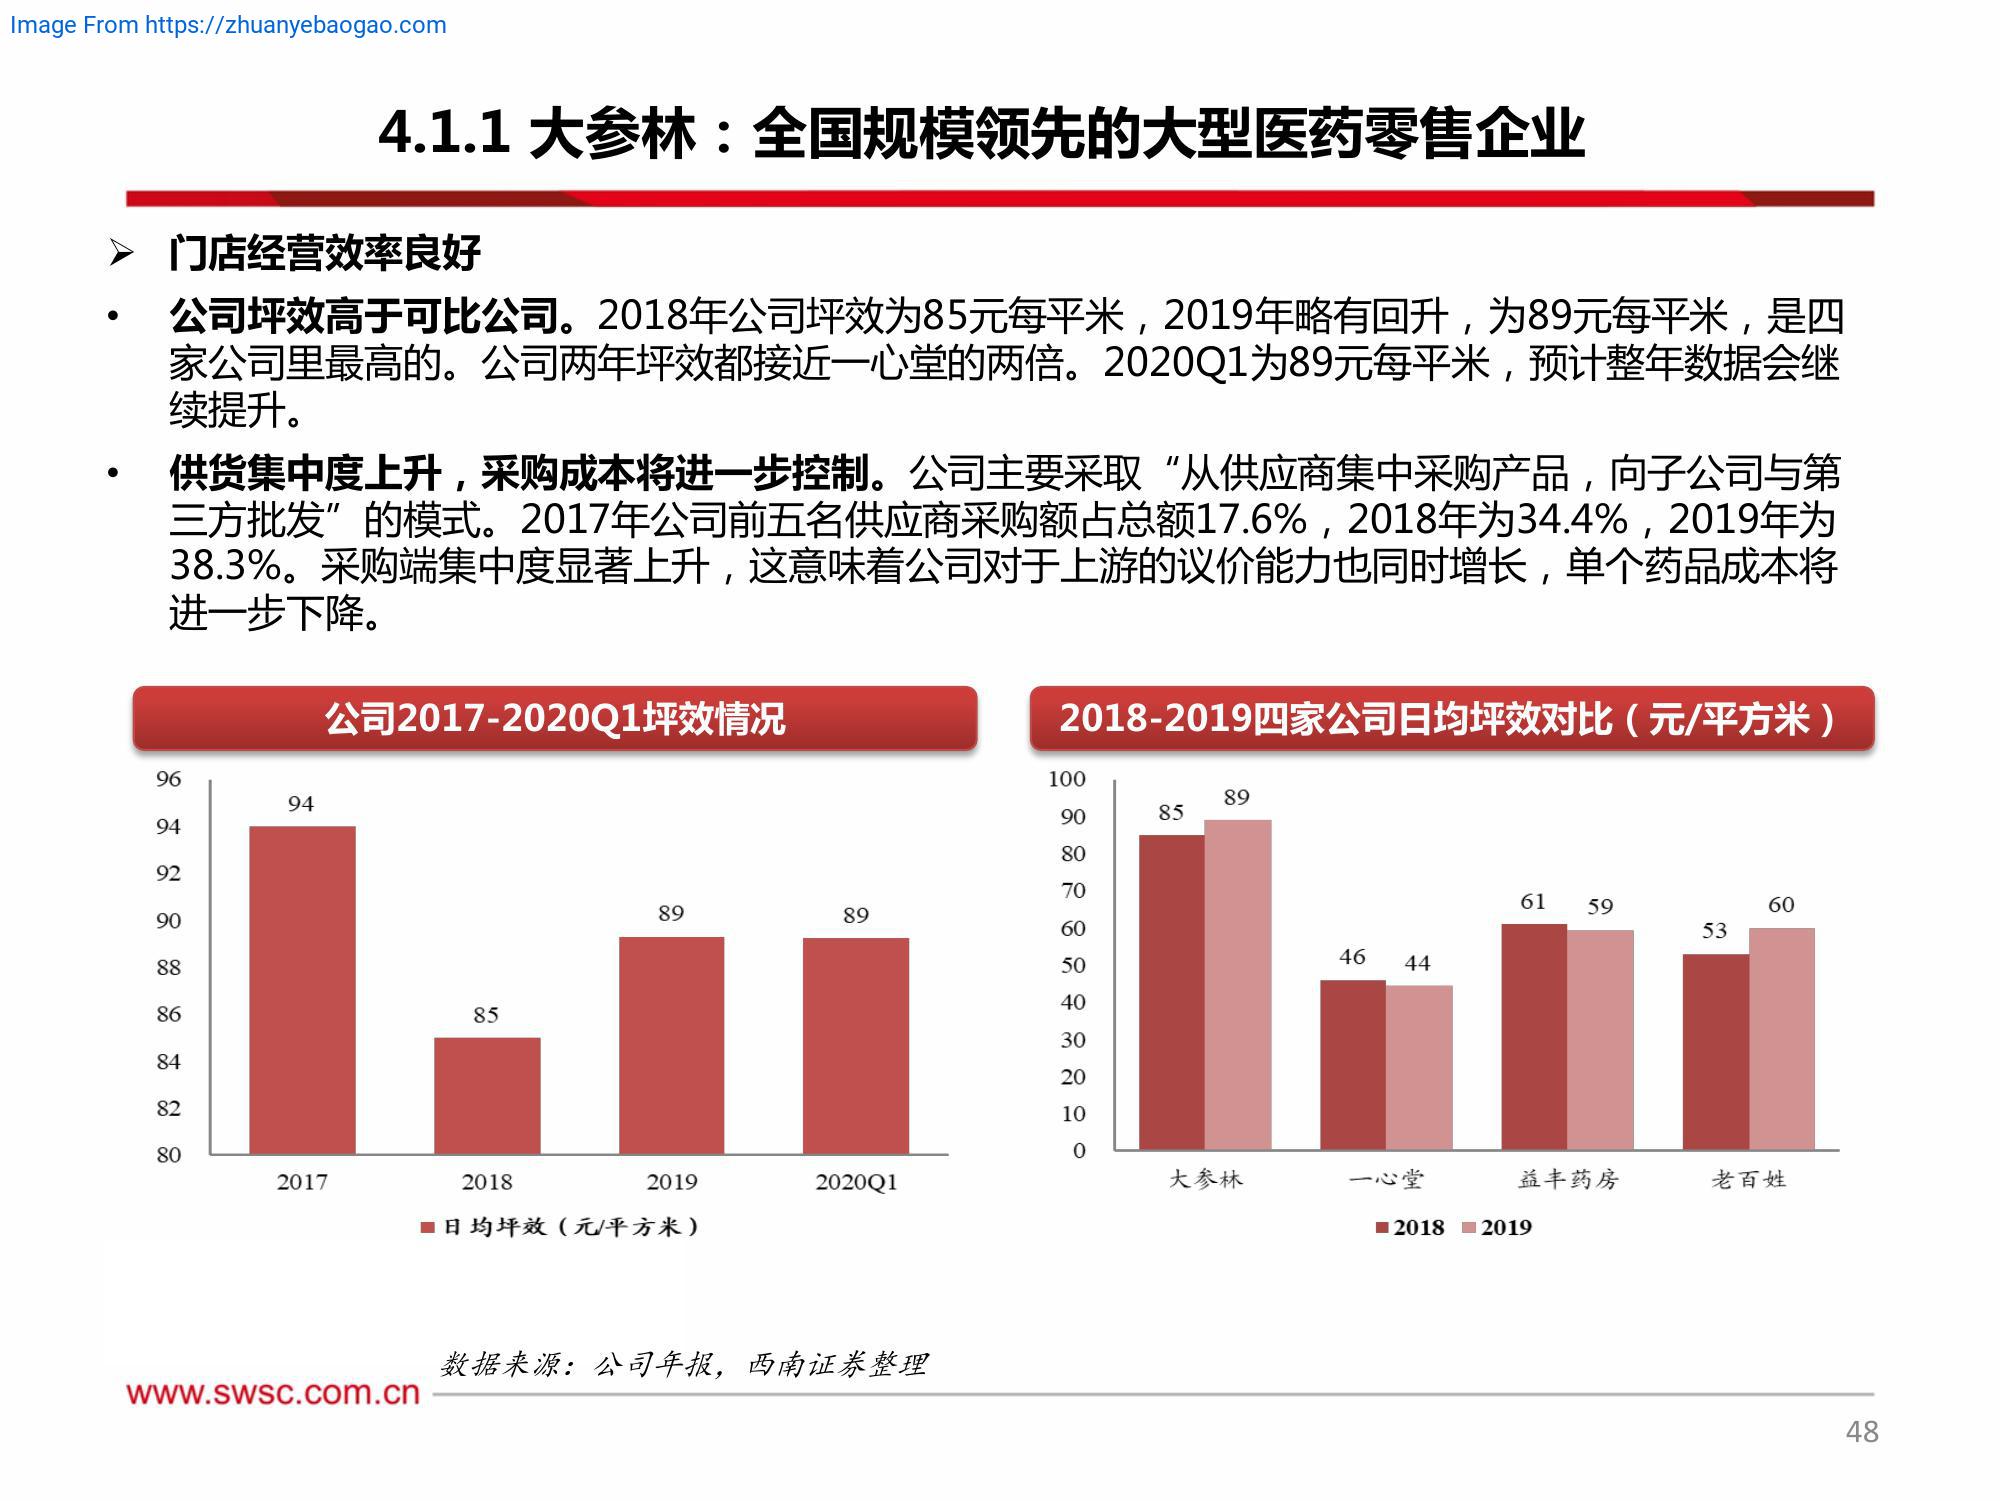 Image From https://zhuanyebaogao.com
4.1.1 大参林：全国规模领先的大型医药零售企业
➢ 门店经营效率良好
• 公司坪效高于可比公司。2018年公司坪效为85元每平米，2019年略有回升，为89元每平米，是四
家公司里最高的。公司两年坪效都接近一心堂的两倍。2020Q1为89元每平米，预计整年数据会继
续提升。
• 供货集中度上升，采购成本将进一步控制。公司主要采取“从供应商集中采购产品，向子公司与第
三方批发”的模式。2017年公司前五名供应商采购额占总额17.6%，2018年为34.4%，2019年为
38.3%。采购端集中度显著上升，这意味着公司对于上游的议价能力也同时增长，单个药品成本将
进一步下降。
公司2017-2020Q1坪效情况
96
94
92
90
88
86
84
82
80
94
85
89
89
2017 2018 2019 2020Q1
日均坪效（元/平方米）
2018-2019四家公司日均坪效对比（元/平方米）
100
90
80
70
60
50
40
30
20
10
0
85 89
46 44
61 59
53 60
大参林 一心堂 益丰药房 老百姓
2018 2019
数据来源：公司年报，西南证券整理
www.swsc.com.cn
48